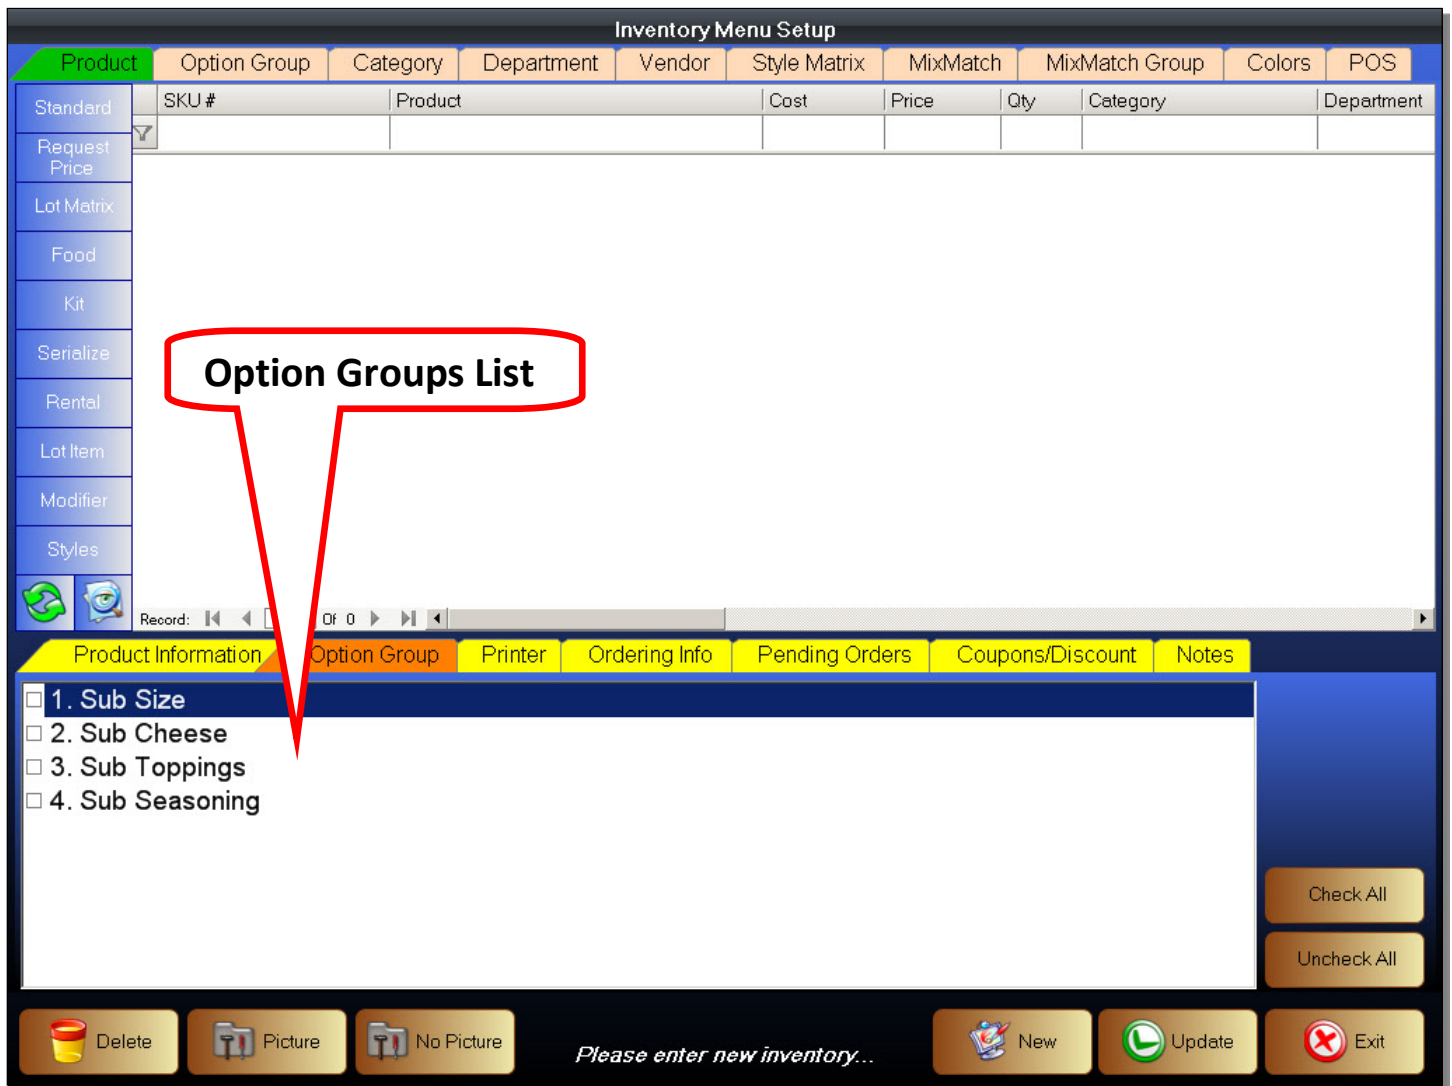 Inventory Menu Setup
Product Option Group Category Department Vendor Style Matrix MixMatch MixMatch Group Colors POS
SKU # Product Cost Price Qty Category Department
Standard
Request
Price
Lot Matrix
Food
Kit
Serialize
Rental
Lot Item
Modifier
Styles
Option Groups List
Record: Of 0
Product Information Option Group Printer Ordering Info Pending Orders Coupons/Discount Notes
1. Sub Size
2. Sub Cheese
3. Sub Toppings
4. Sub Seasoning
Check All
Uncheck All
Delete Picture No Picture Please enter new inventory... New Update Exit